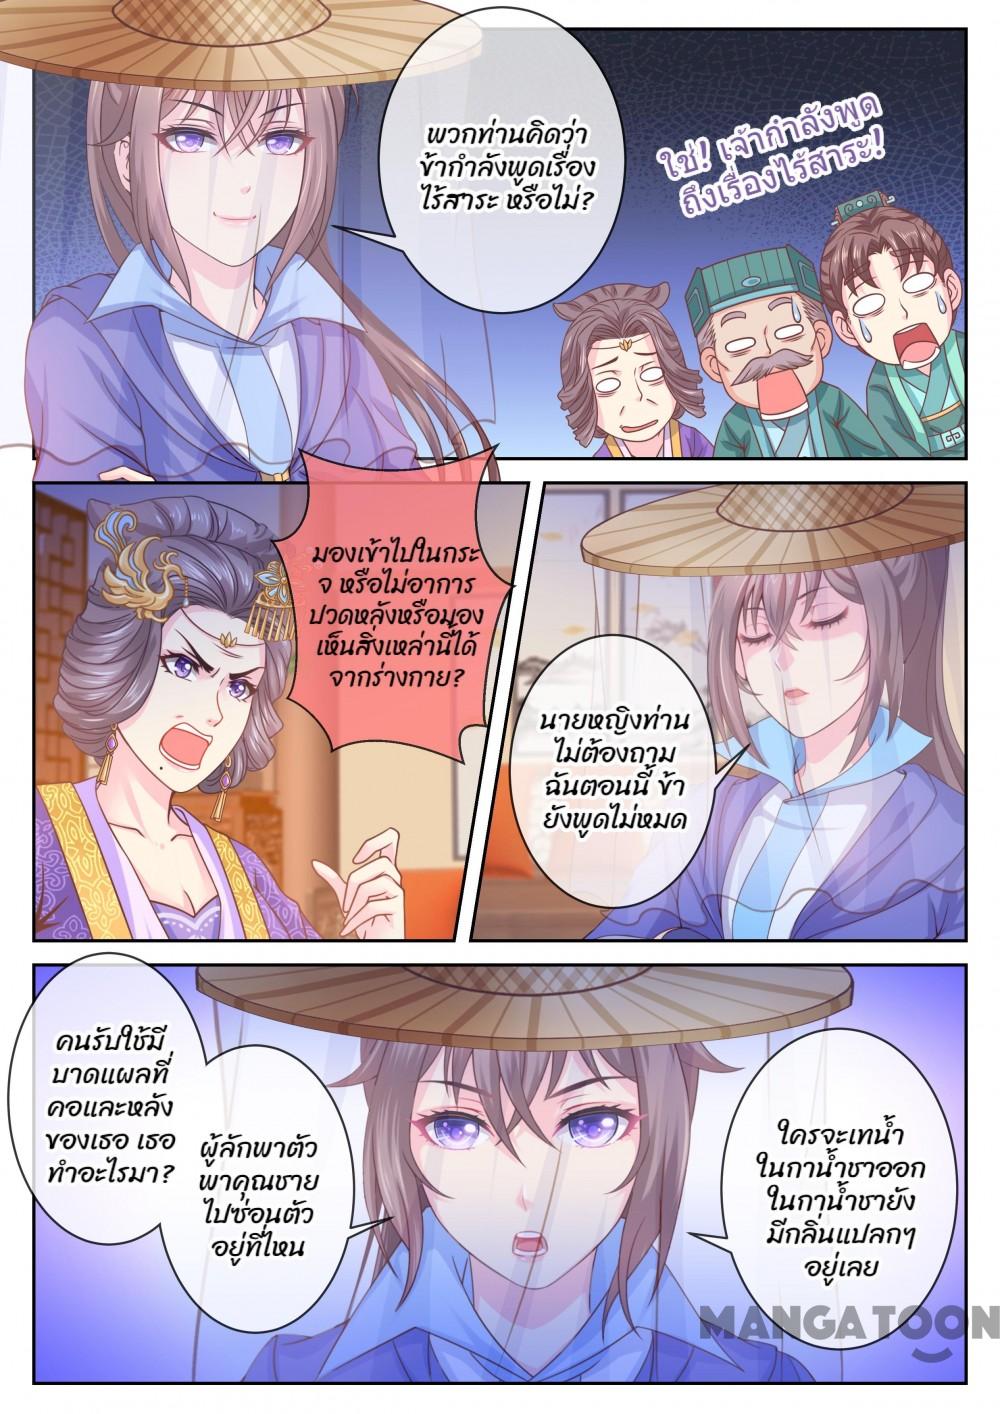 พวกท่านคิดว่า
ข้ากำลังพูดเรื่อง
ไร้สาระ หรือไม่?
ใช่! เจ้ากำลังพูด
ถึงเรื่องไร้สาระ!
มองเข้าไปในกระ
จ หรือไม่อาการ
ปวดหลังหรือมอง
เห็นสิ่งเหล่านี้ได้
จากร่างกาย?
นายหญิงท่าน
ไม่ต้องถาม
ฉันตอนนี้ ข้า
ยังพูดไม่หมด
คนรับใช้มี
บาดแผลที่
คอและหลัง
ของเธอ เธอ
ทำอะไรมา?
ผู้ลักพาตัว
พาคุณชาย
ไปซ่อนตัว
อยู่ที่ไหน
ใครจะเทน้ำ
ในกาน้ำชาออก
ในกาน้ำชายัง
มีกลิ่นแปลกๆ
อยู่เลย
MANGATOON